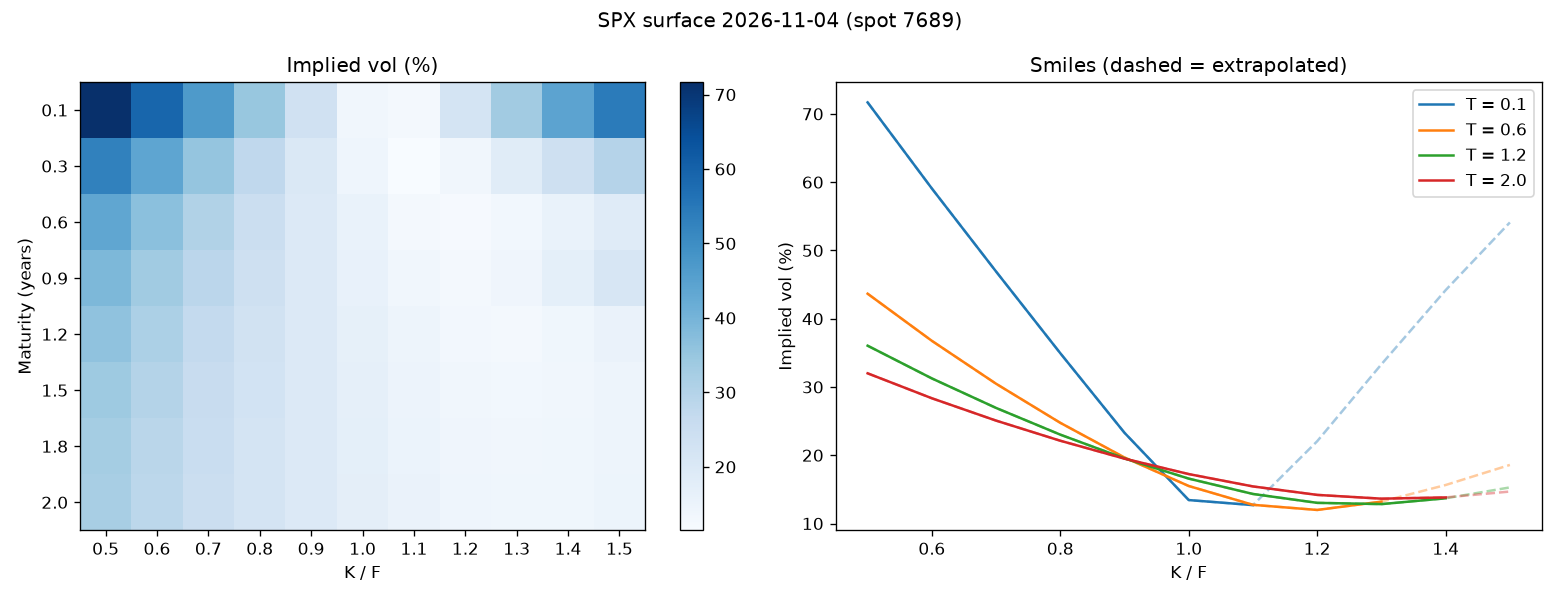 SPX surface 2026-11-04 (spot 7689)
Implied vol (%)
Maturity (years)
0.1
0.3
0.6
0.9
1.2
1.5
1.8
2.0
0.5 0.6 0.7 0.8 0.9 1.0 1.1 1.2 1.3 1.4 1.5
K / F
70
60
50
40
30
20
Smiles (dashed = extrapolated)
Implied vol (%)
70
60
50
40
30
20
10
0.6 0.8 1.0 1.2 1.4
K / F
T = 0.1
T = 0.6
T = 1.2
T = 2.0